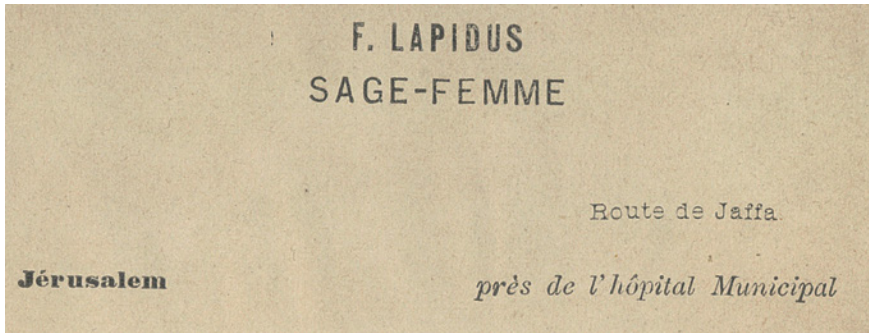 F. LAPIDUS
SAGE-FEMME
Route de Jaffa
Jérusalem
près de l'hôpital Municipal